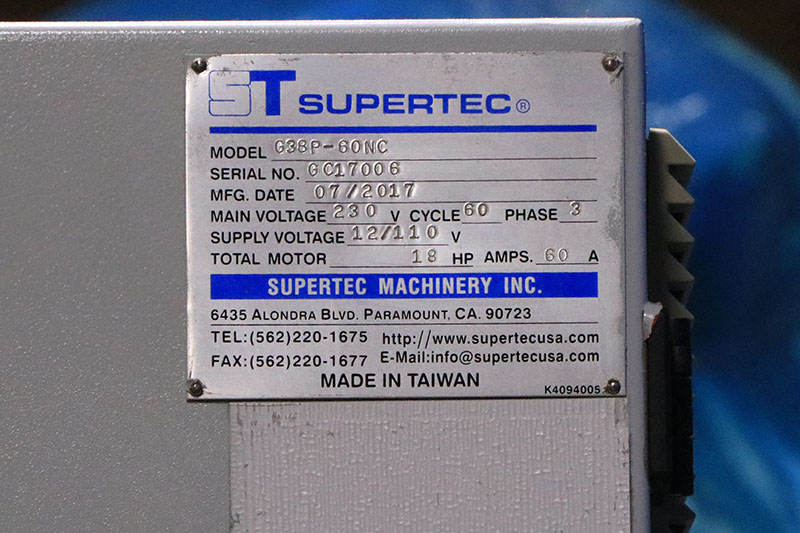 ST SUPERTEC®
MODEL G38P-60NC
SERIAL NO. GC17006
MFG. DATE 07/2017
MAIN VOLTAGE 230 V CYCLE 60 PHASE 3
SUPPLY VOLTAGE 12/110 V
TOTAL MOTOR 18 HP AMPS. 60 A
SUPERTEC MACHINERY INC.
6435 ALONDRA BLVD. PARAMOUNT, CA. 90723
TEL:(562)220-1675 http://www.supertecusa.com
FAX:(562)220-1677 E-Mail:info@supertecusa.com
MADE IN TAIWAN
K4094005